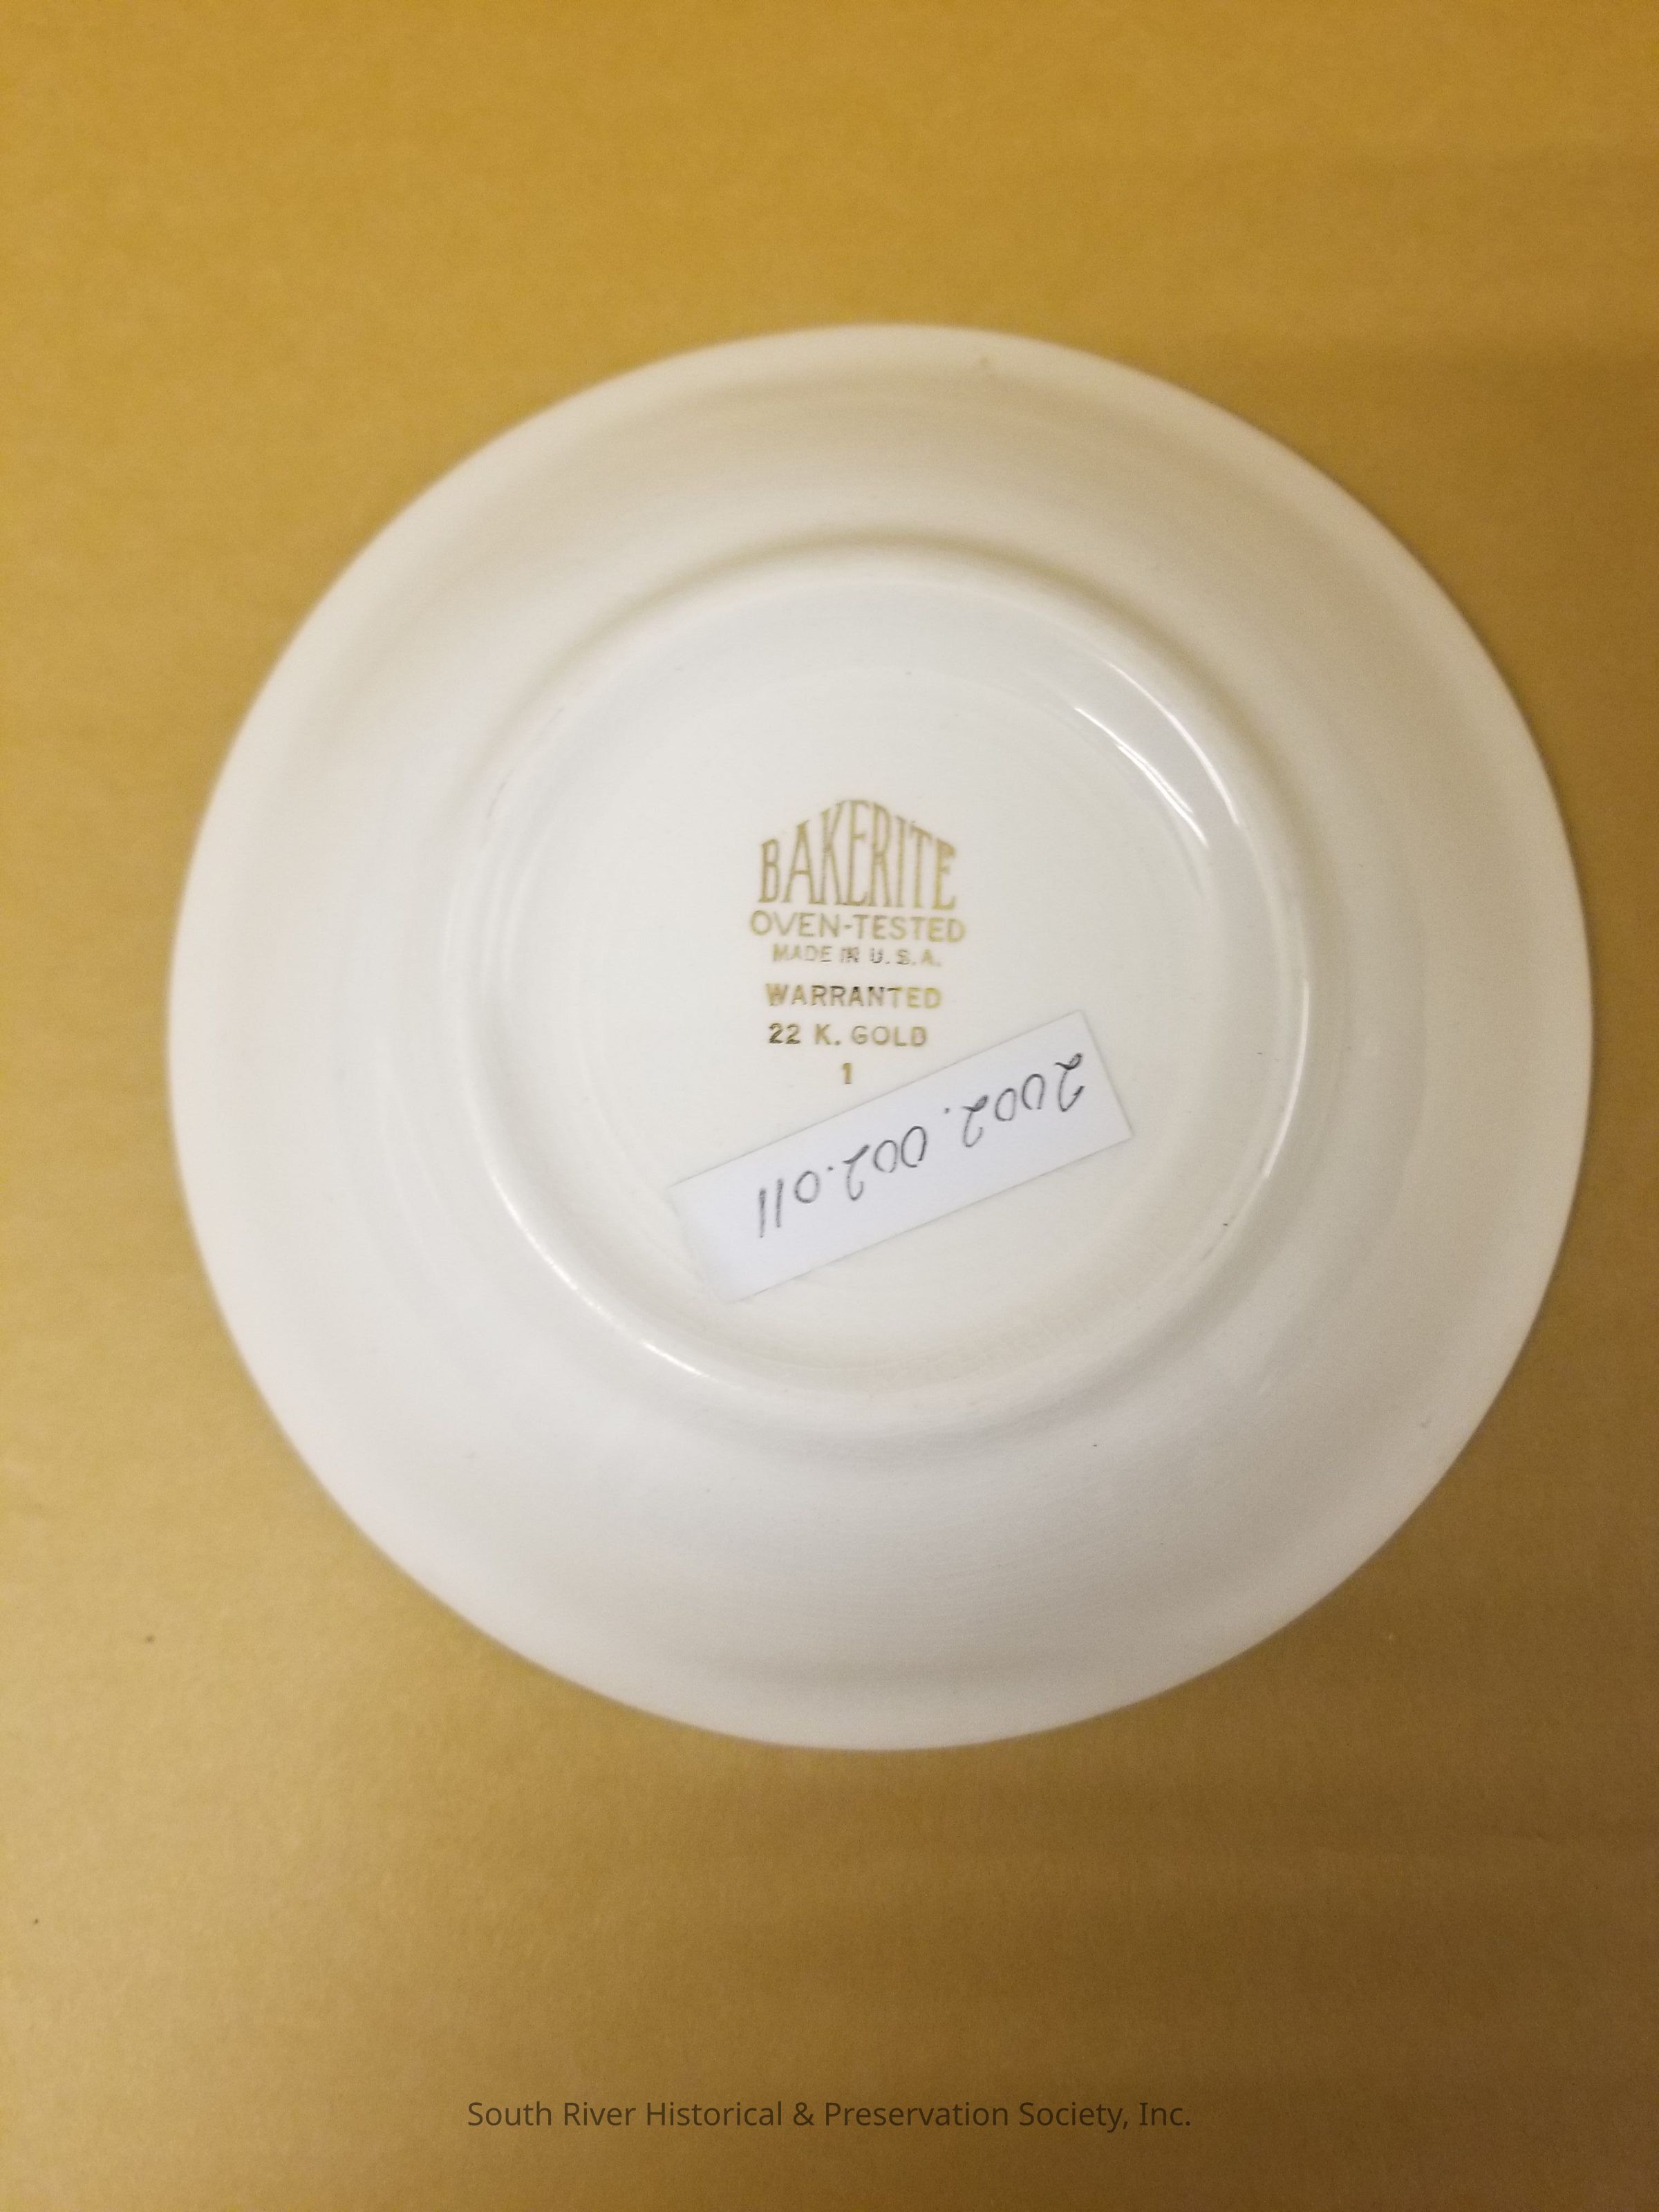 BAKERITE
OVEN-TESTED
MADE IN U.S.A.
WARRANTED
22 K. GOLD
1
2002.002.011
South River Historical & Preservation Society, Inc.